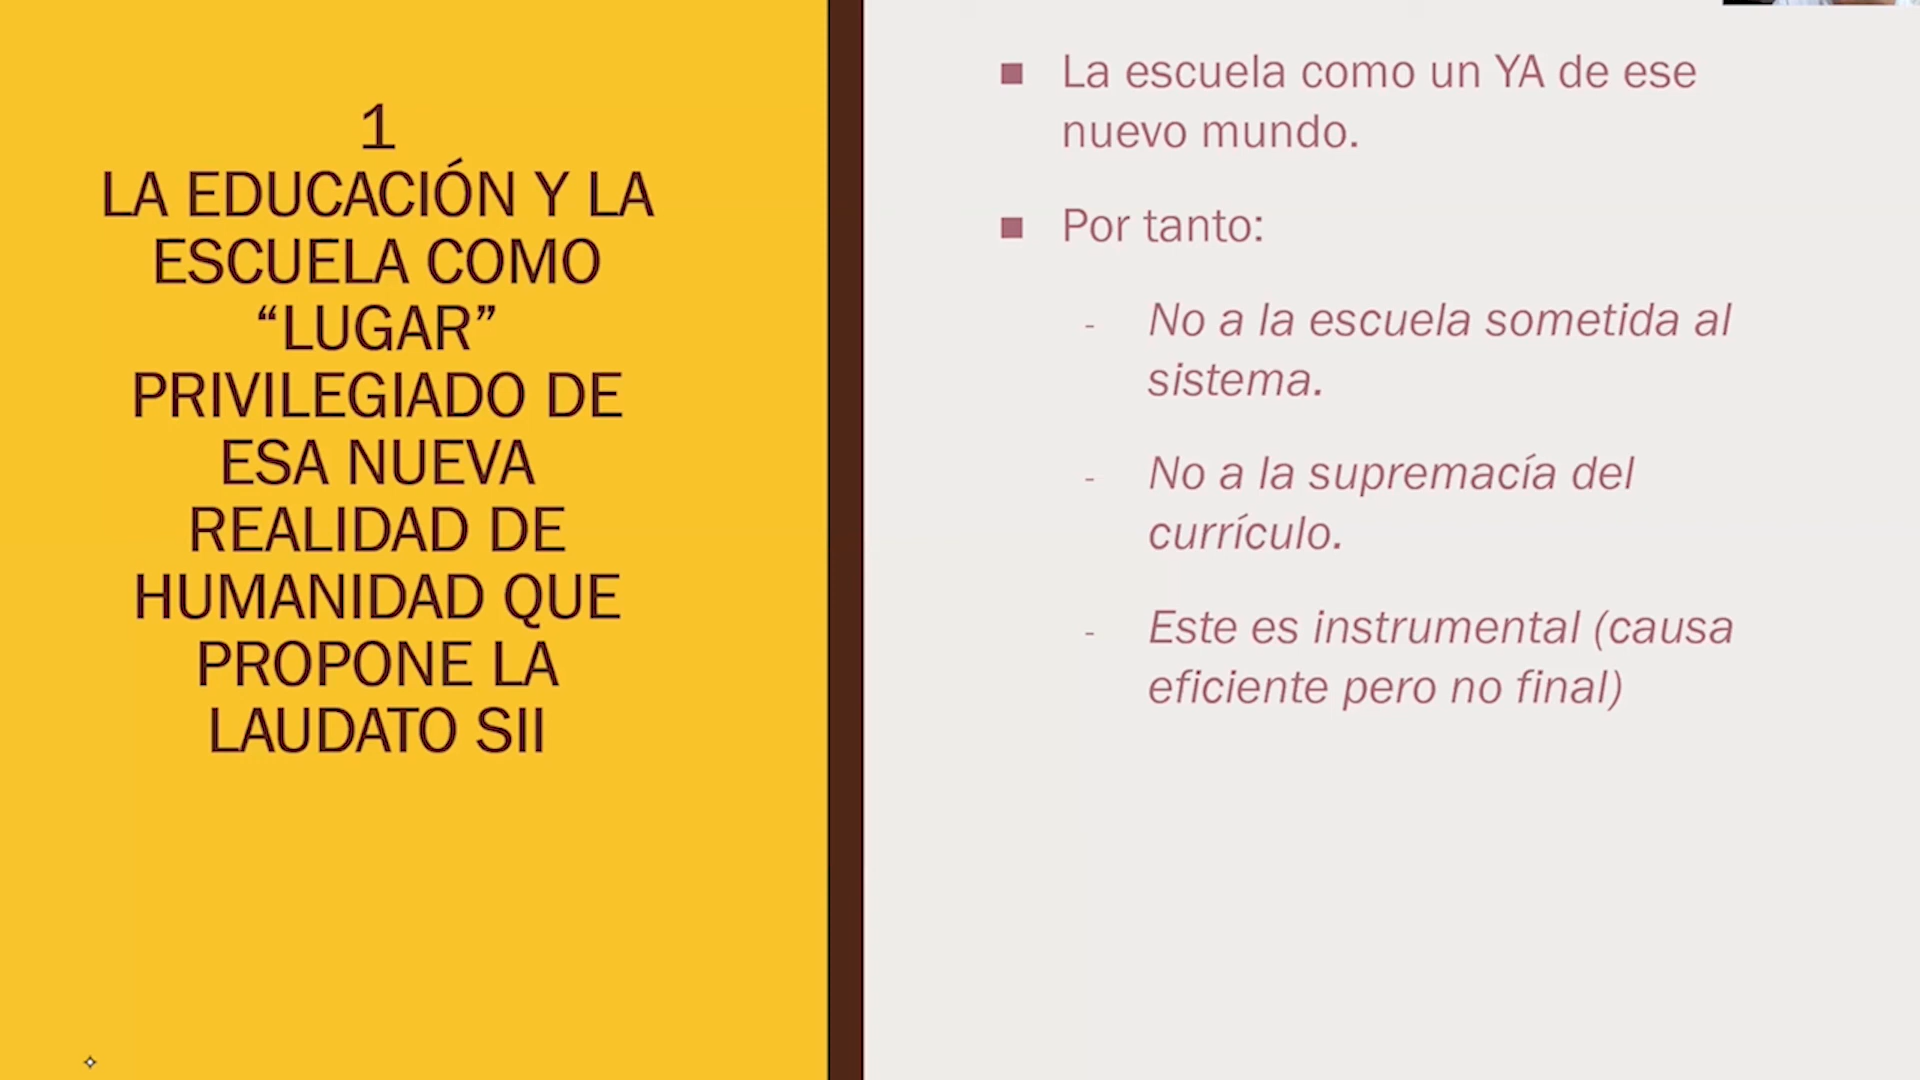 1
LA EDUCACIÓN Y LA
ESCUELA COMO
“LUGAR”
PRIVILEGIADO DE
ESA NUEVA
REALIDAD DE
HUMANIDAD QUE
PROPONE LA
LAUDATO SII
■ La escuela como un YA de ese
nuevo mundo.
■ Por tanto:
- No a la escuela sometida al
sistema.
- No a la supremacía del
currículo.
- Este es instrumental (causa
eficiente pero no final)